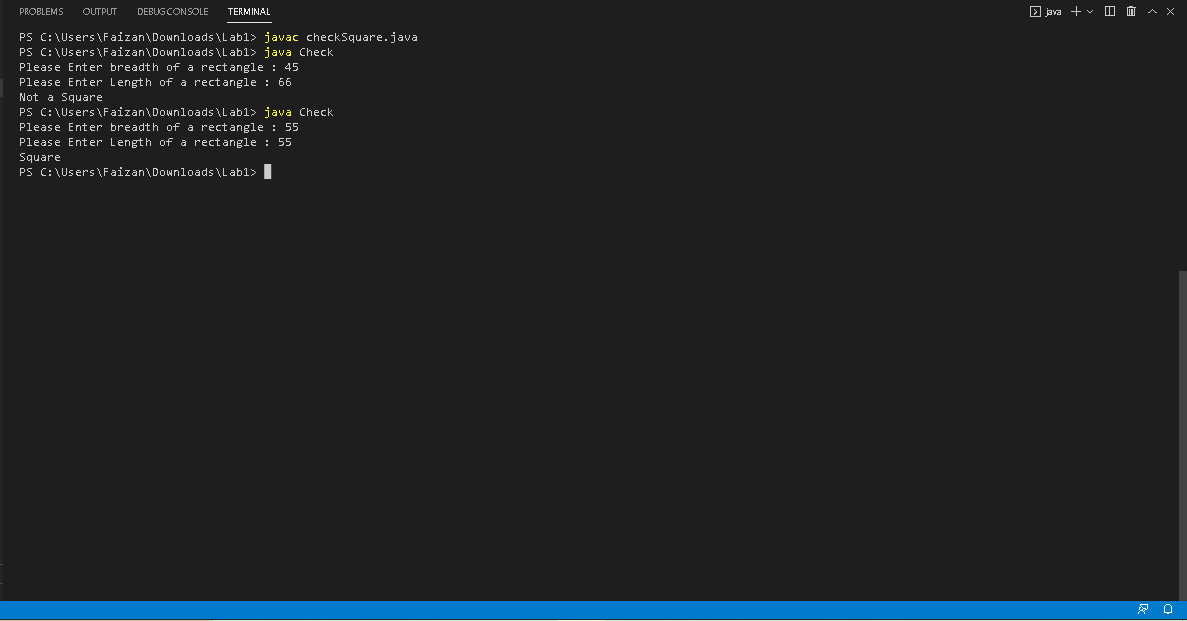 PROBLEMS OUTPUT DEBUG CONSOLE TERMINAL java
PS C:\Users\Faizan\Downloads\Lab1> javac checkSquare.java
PS C:\Users\Faizan\Downloads\Lab1> java Check
Please Enter breadth of a rectangle : 45
Please Enter Length of a rectangle : 66
Not a Square
PS C:\Users\Faizan\Downloads\Lab1> java Check
Please Enter breadth of a rectangle : 55
Please Enter Length of a rectangle : 55
Square
PS C:\Users\Faizan\Downloads\Lab1>